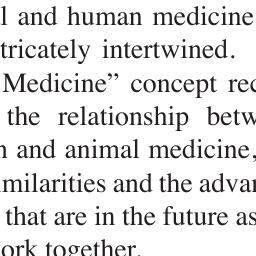 l and human medicine
tricately intertwined.
Medicine” concept rec
the relationship betw
n and animal medicine,
milarities and the advan
that are in the future as
ork together.